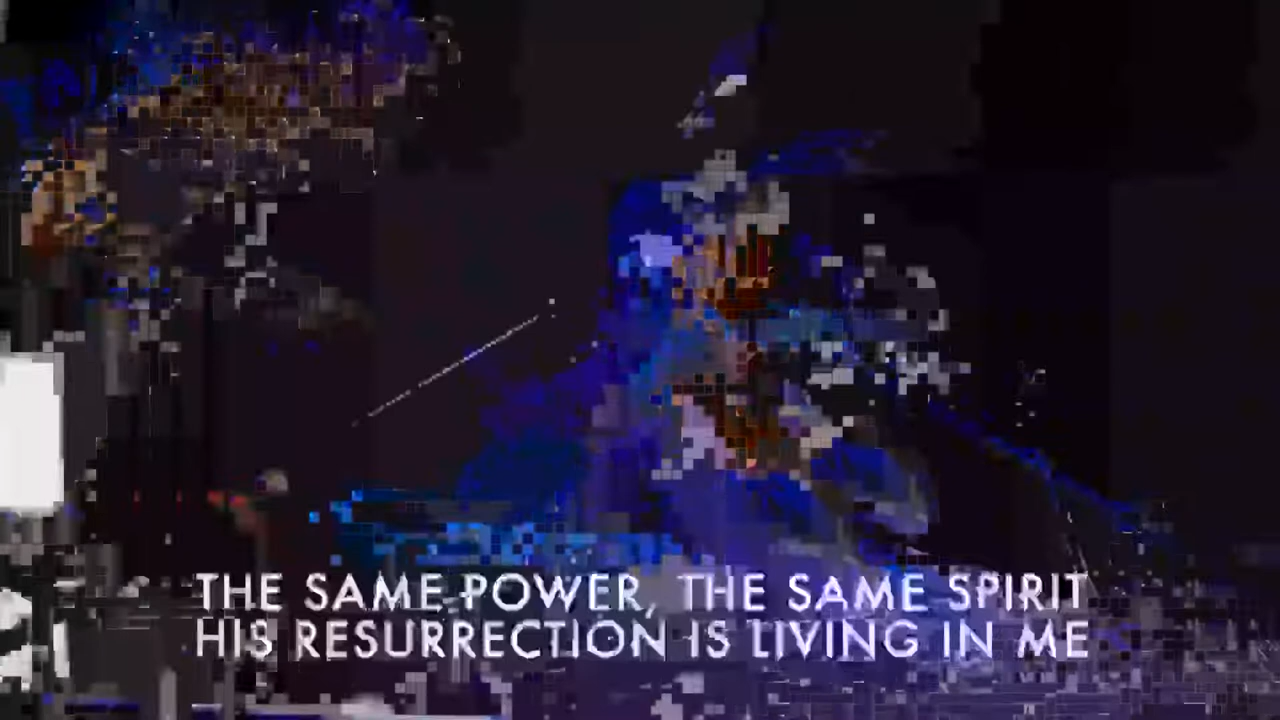 THE SAME POWER, THE SAME SPIRIT
HIS RESURRECTION IS LIVING IN ME